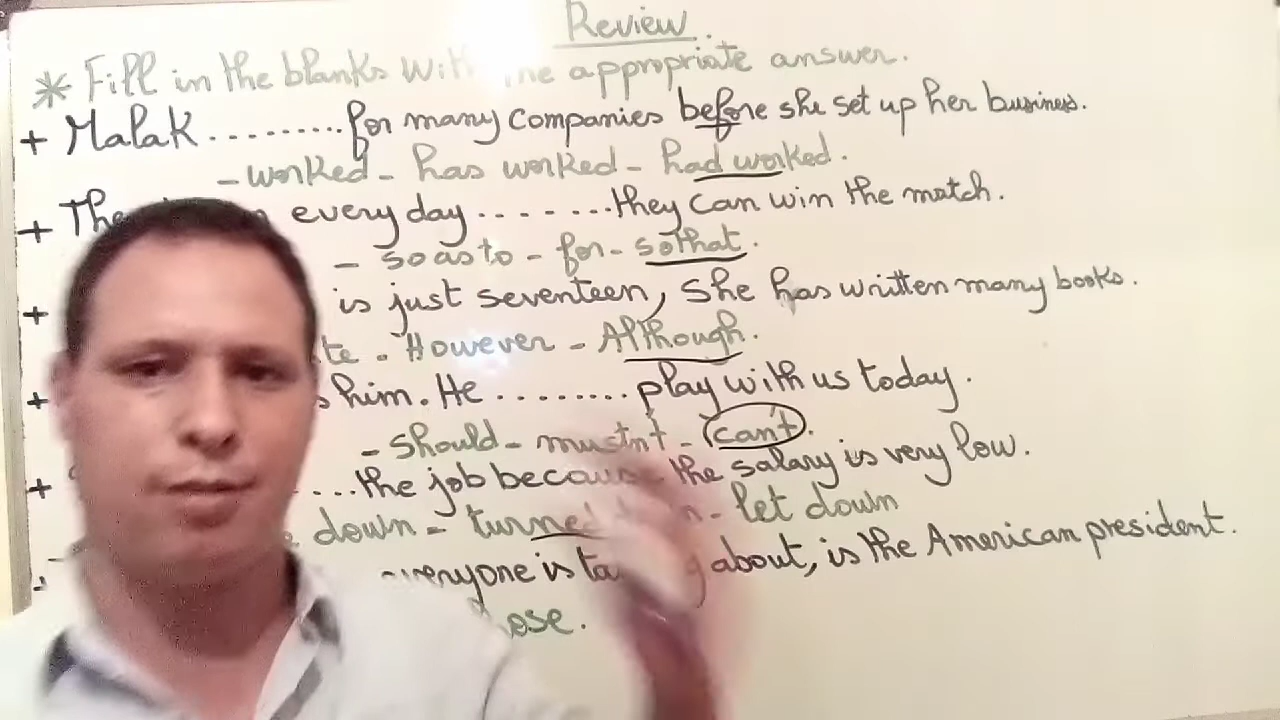 Review.
* Fill in the blanks with the appropriate answer.
+ Malak .......... for many companies before she set up her business.
- worked - has worked - had worked.
+ They every day ....... they can win the match.
- so as to - for - so that.
+ is just seventeen, She has written many books.
- However - Although.
+ him. He ......... play with us today.
- should - mustn't - can't.
+ .... the job because the salary is very low.
down - turned - let down
everyone is talking about, is the American president.